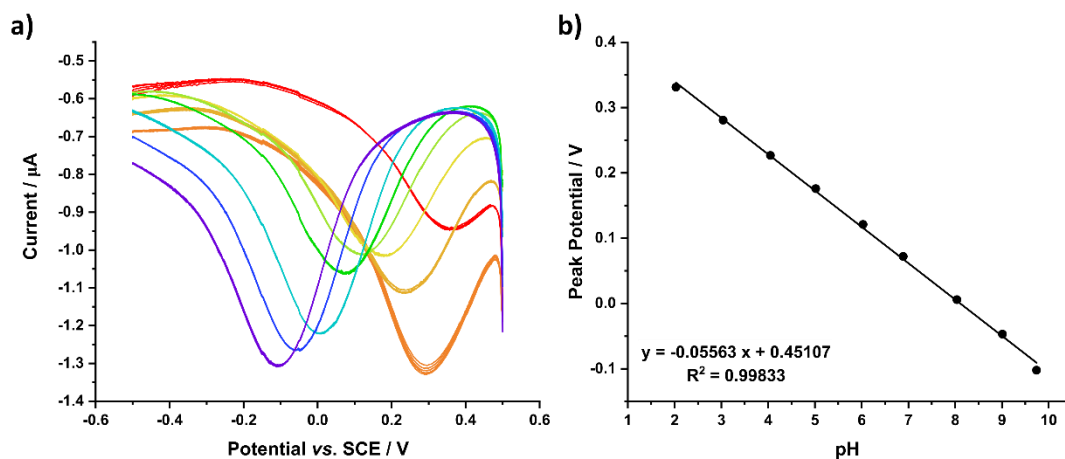 a)
-0.5
-0.6
-0.7
-0.8
-0.9
-1.0
-1.1
-1.2
-1.3
-1.4
Current / μA
-0.6 -0.4 -0.2 0.0 0.2 0.4 0.6
Potential vs. SCE / V
b)
0.4
0.3
0.2
0.1
0.0
-0.1
Peak Potential / V
y = -0.05563 x + 0.45107
R² = 0.99833
1 2 3 4 5 6 7 8 9 10
pH